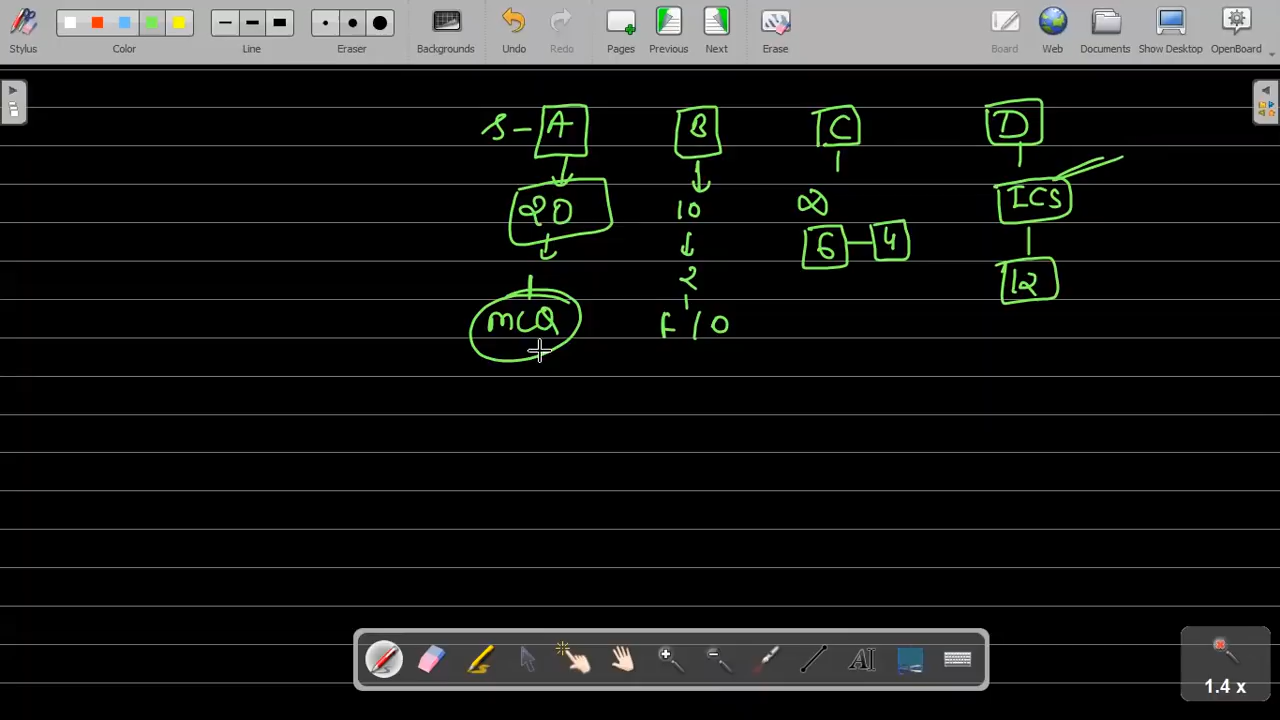 Stylus
Color
Line
Eraser
Backgrounds
Undo
Redo
Pages
Previous
Next
Erase
Board
Web
Documents
Show Desktop
OpenBoard
S - A B C D
20 10 ICS
6 - 4
2 12
MCQ F / O
1.4 x